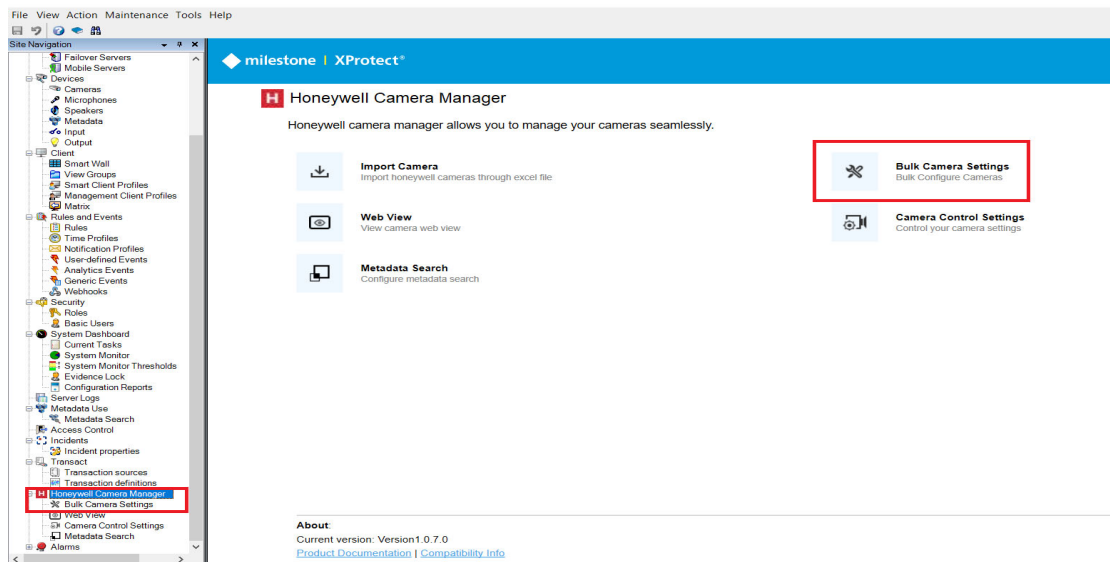 File View Action Maintenance Tools Help
Site Navigation
Failover Servers
Mobile Servers
Devices
Cameras
Microphones
Speakers
Metadata
Input
Output
Client
Smart Wall
View Groups
Smart Client Profiles
Management Client Profiles
Matrix
Rules and Events
Rules
Time Profiles
Notification Profiles
User-defined Events
Analytics Events
Generic Events
Webhooks
Security
Roles
Basic Users
System Dashboard
Current Tasks
System Monitor
System Monitor Thresholds
Evidence Lock
Configuration Reports
Server Logs
Metadata Use
Metadata Search
Access Control
Incidents
Incident properties
Transact
Transaction sources
Transaction definitions
H Honeywell Camera Manager
Bulk Camera Settings
Web View
Camera Control Settings
Metadata Search
Alarms
milestone | XProtect®
H Honeywell Camera Manager
Honeywell camera manager allows you to manage your cameras seamlessly.
Import Camera
Import honeywell cameras through excel file
Bulk Camera Settings
Bulk Configure Cameras
Web View
View camera web view
Camera Control Settings
Control your camera settings
Metadata Search
Configure metadata search
About:
Current version: Version1.0.7.0
Product Documentation | Compatibility Info